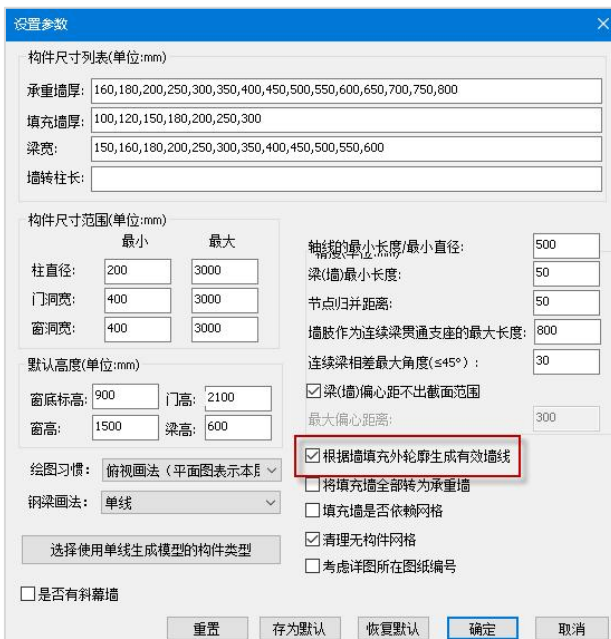 设置参数
构件尺寸列表(单位:mm)
承重墙厚: 160,180,200,250,300,350,400,450,500,550,600,650,700,750,800
填充墙厚: 100,120,150,180,200,250,300
梁宽: 150,160,180,200,250,300,350,400,450,500,550,600
墙转柱长:
构件尺寸范围(单位:mm)
最小 最大
柱直径: 200 3000
门洞宽: 400 3000
窗洞宽: 400 3000
默认高度(单位:mm)
窗底标高: 900 门高: 2100
窗高: 1500 梁高: 600
绘图习惯: 俯视画法（平面图表示本
钢梁画法: 单线
选择使用单线生成模型的构件类型
是否有斜幕墙
轴线的最小长度/最小直径: 500
梁(墙)最小长度: 50
节点归并距离: 50
墙肢作为连续梁贯通支座的最大长度: 800
连续梁相差最大角度(≤45°): 30
梁(墙)偏心距不出截面范围
最大偏心距离: 300
根据墙填充外轮廓生成有效墙线
将填充墙全部转为承重墙
填充墙是否依赖网格
清理无构件网格
考虑详图所在图纸编号
重置 存为默认 恢复默认 确定 取消